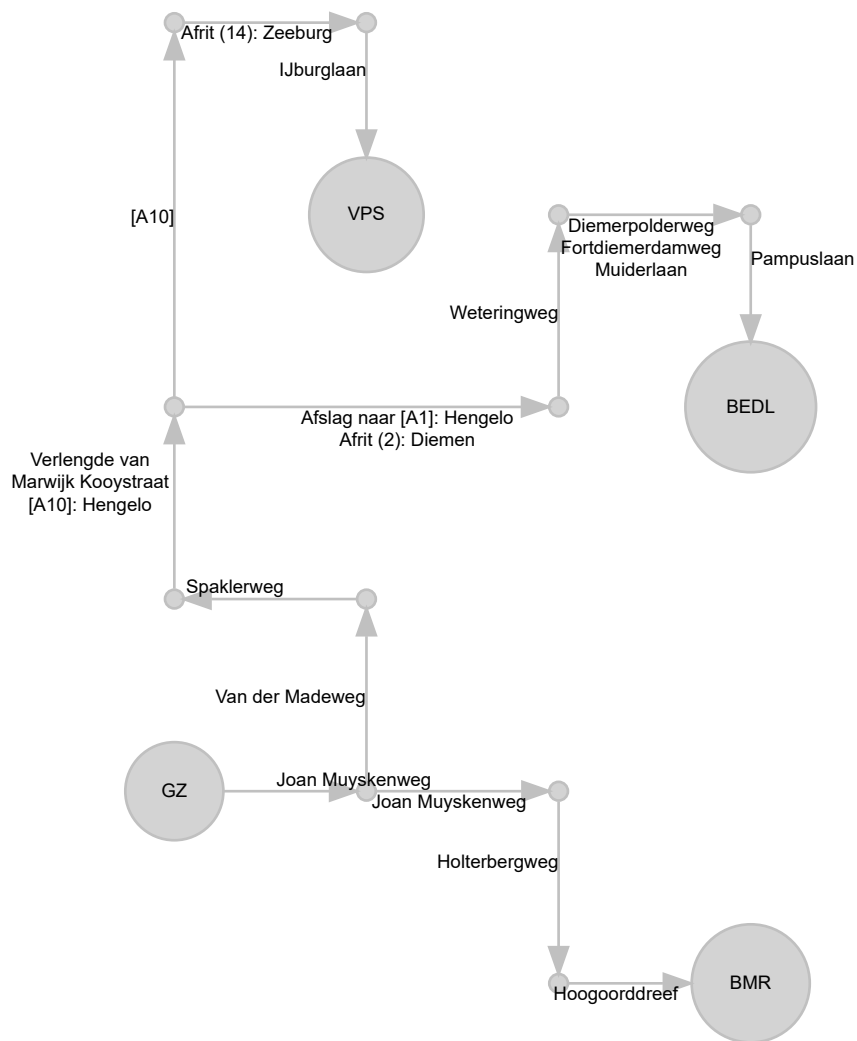 Afrit (14): Zeeburg
IJburglaan
VPS
[A10]
Diemerpolderweg
Fortdiemerdamweg
Muiderlaan
Pampuslaan
Weteringweg
BEDL
Afslag naar [A1]: Hengelo
Afrit (2): Diemen
Verlengde van
Marwijk Kooystraat
[A10]: Hengelo
Spaklerweg
Van der Madeweg
GZ
Joan Muyskenweg
Joan Muyskenweg
Holterbergweg
Hoogoorddreef
BMR